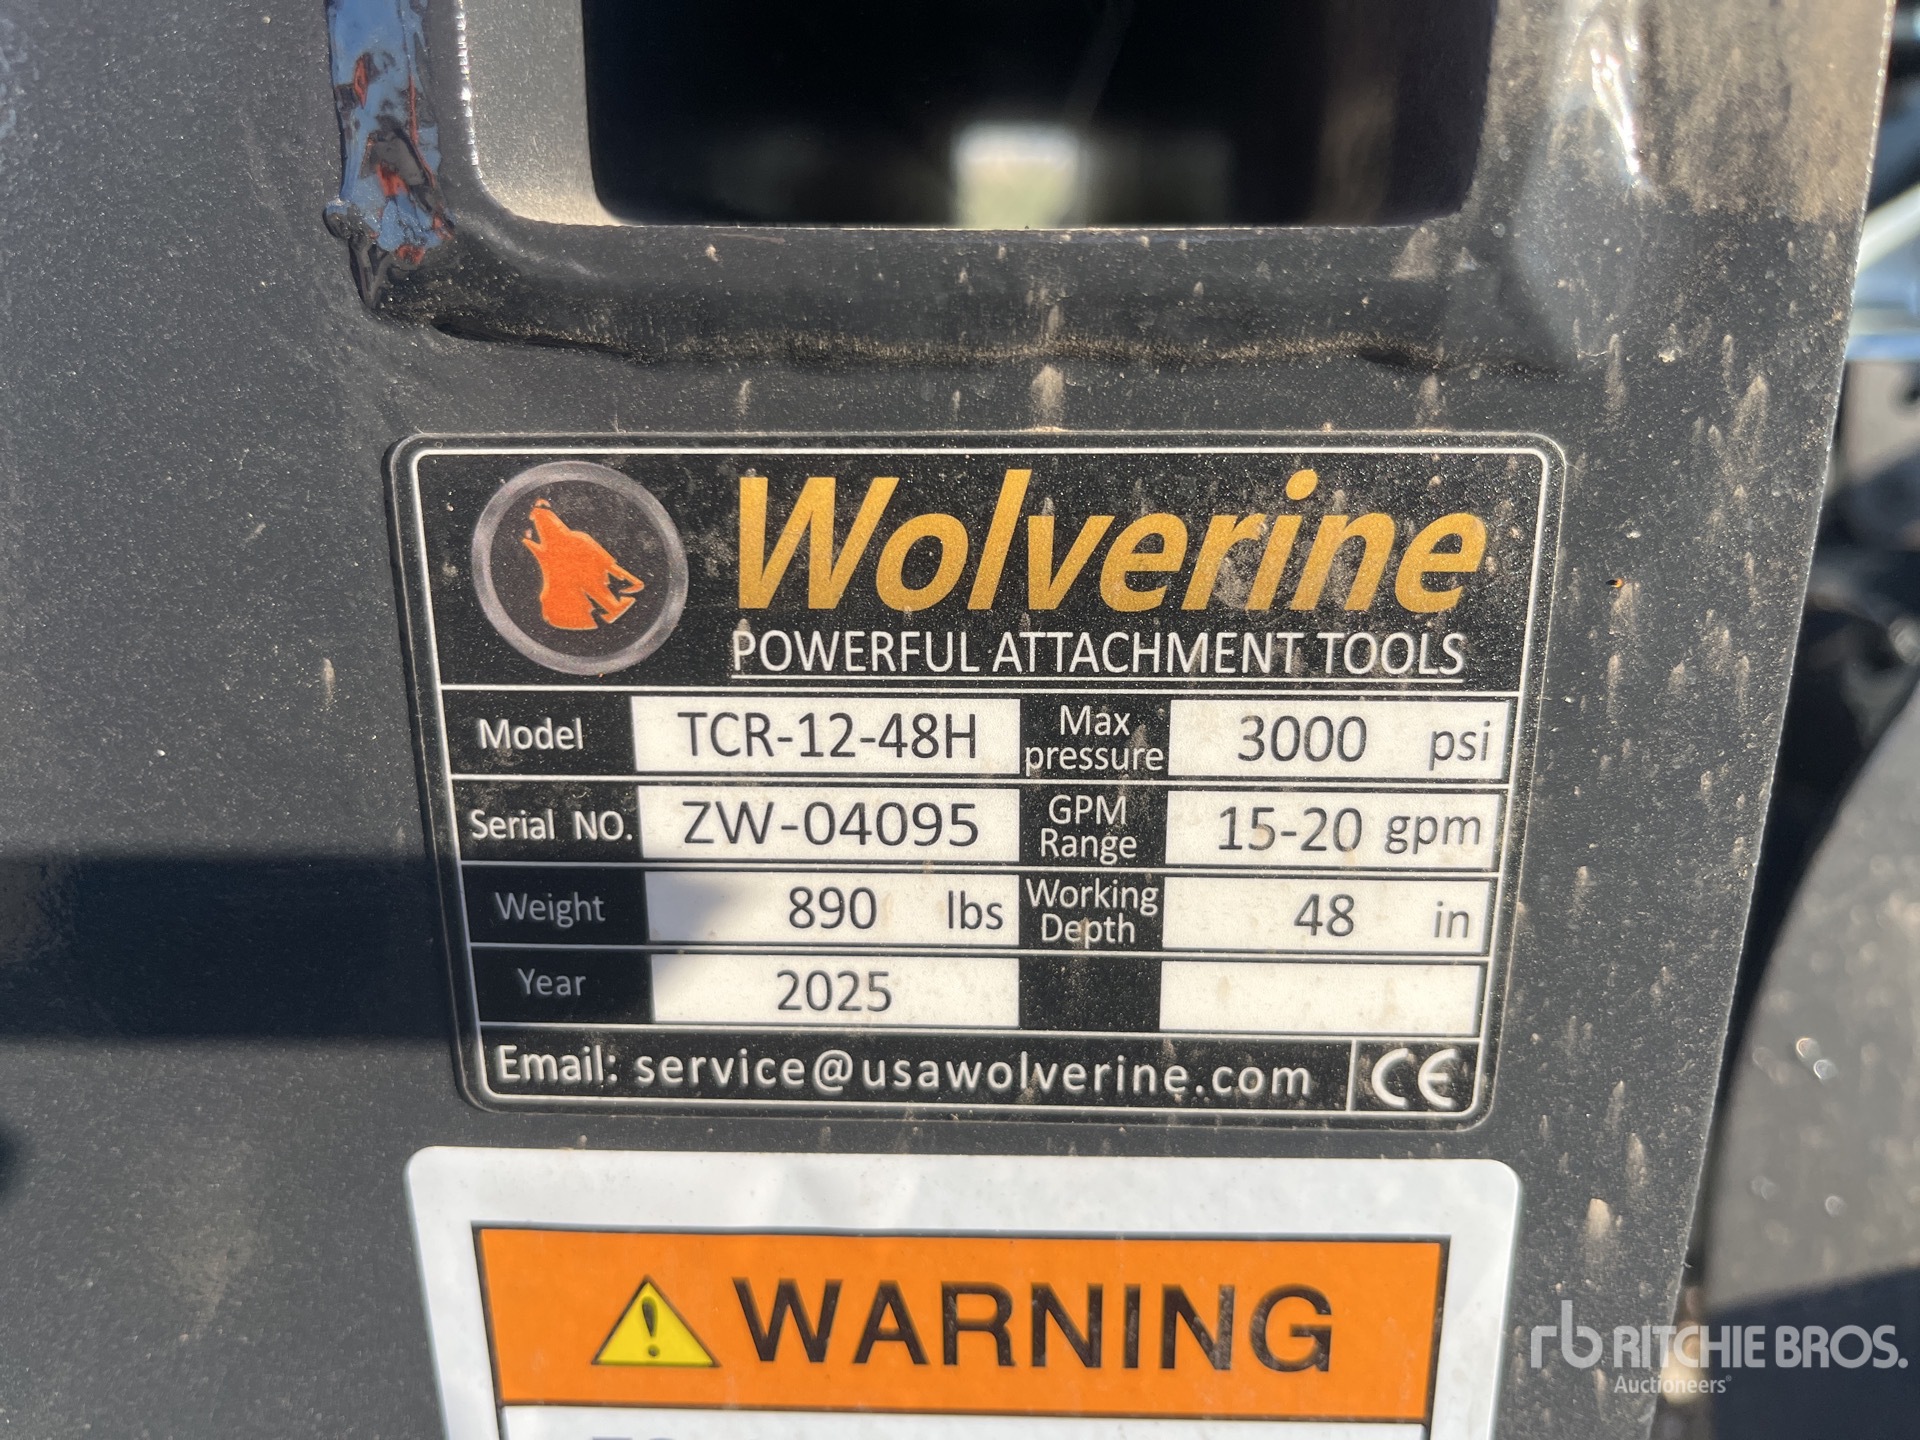 Wolverine
POWERFUL ATTACHMENT TOOLS
Model TCR-12-48H Max pressure 3000 psi
Serial NO. ZW-04095 GPM Range 15-20 gpm
Weight 890 lbs Working Depth 48 in
Year 2025
Email: service@usawolverine.com CE
WARNING
rb RITCHIE BROS.
Auctioneers®